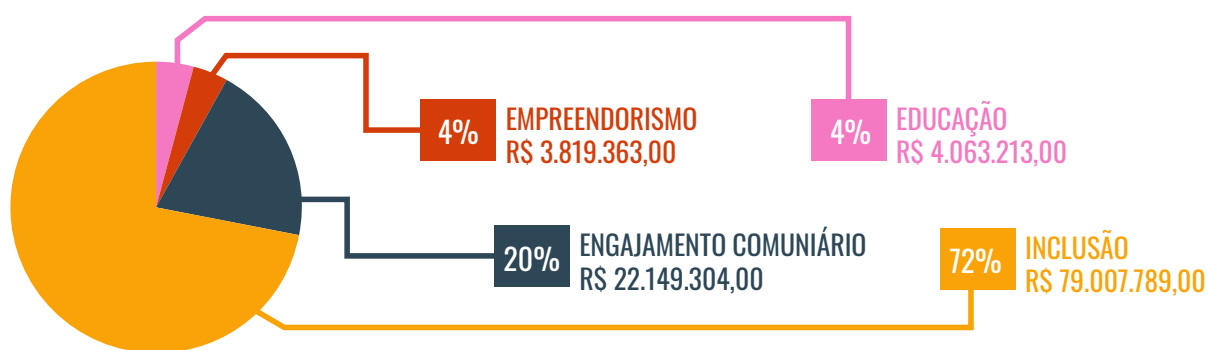 4%
EMPREENDORISMO
R$ 3.819.363,00
4%
EDUCAÇÃO
R$ 4.063.213,00
20%
ENGAJAMENTO COMUNIÁRIO
R$ 22.149.304,00
72%
INCLUSÃO
R$ 79.007.789,00